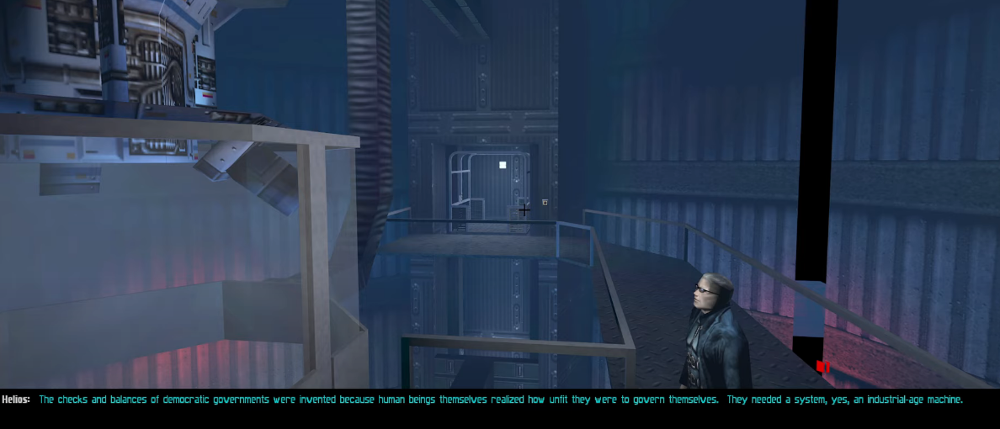 Helios: The checks and balances of democratic governments were invented because human beings themselves realized how unfit they were to govern themselves. They needed a system, yes, an industrial-age machine.